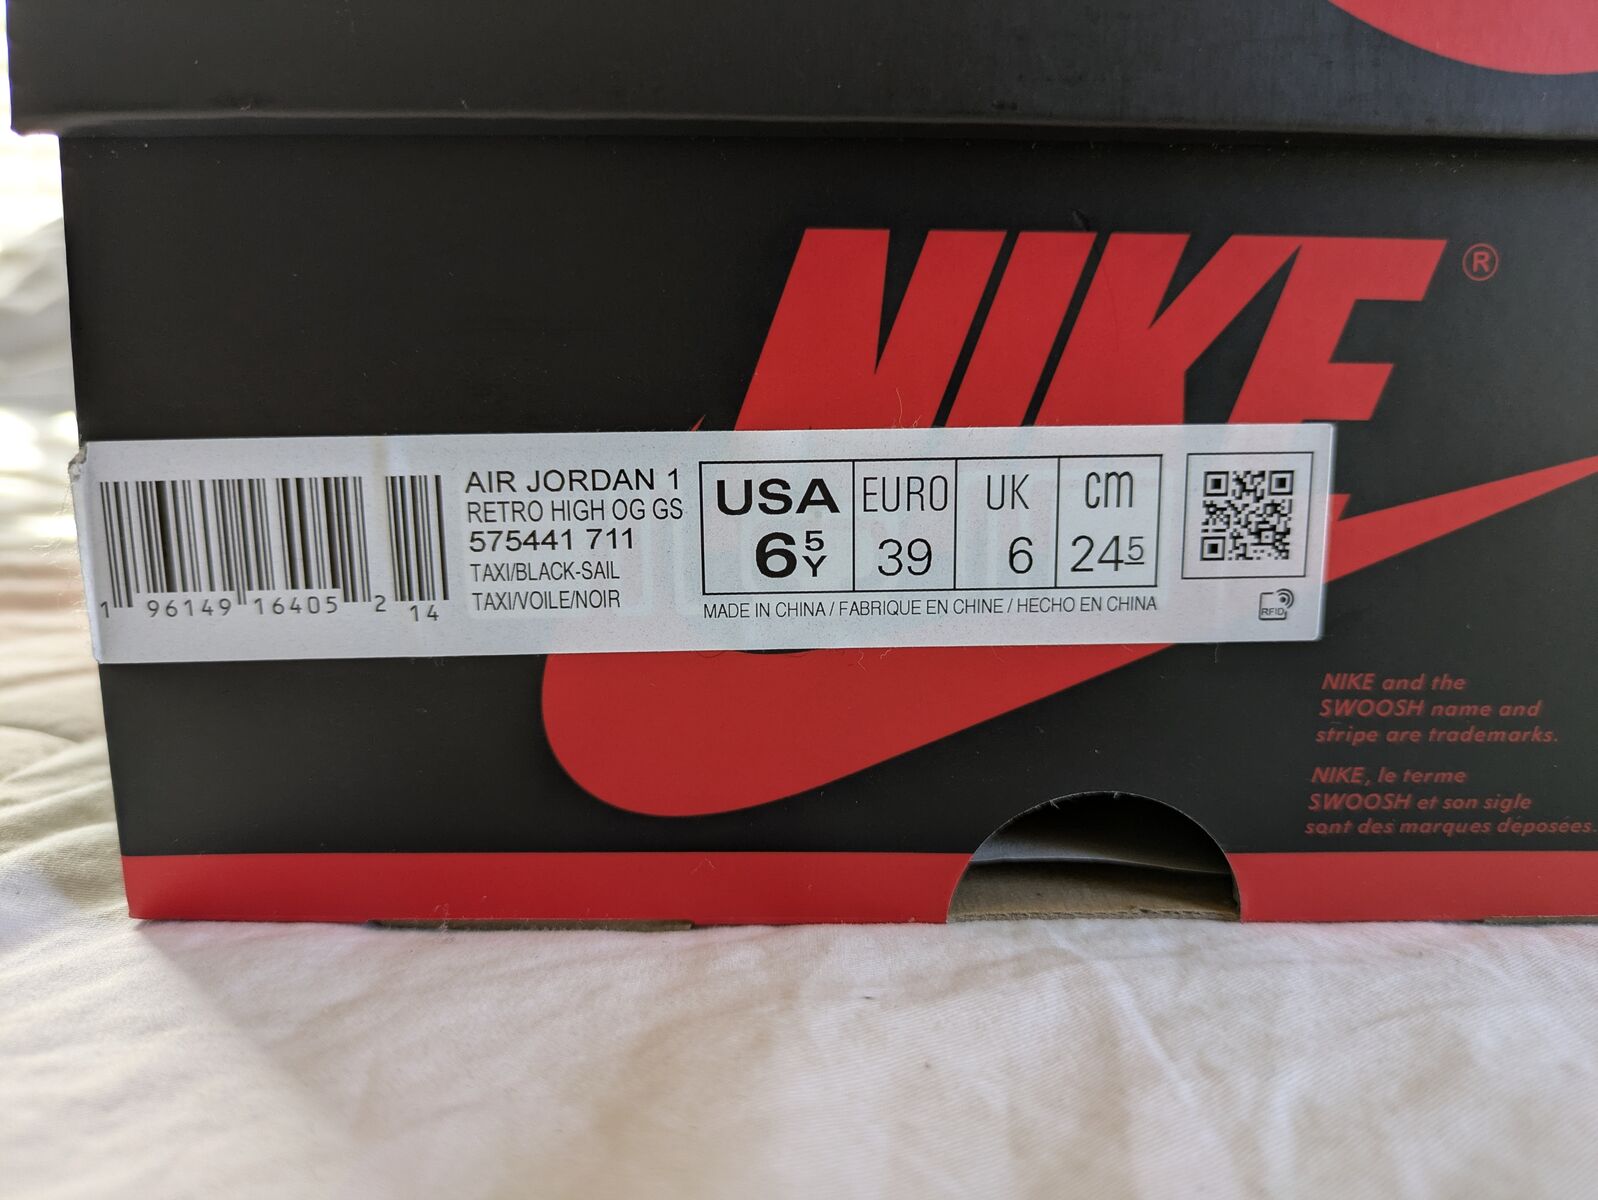 NIKE ®
AIR JORDAN 1
RETRO HIGH OG GS
575441 711
TAXI/BLACK-SAIL
TAXI/VOILE/NOIR
1 96149 16405 2 14
USA EURO UK cm
6 5 Y 39 6 24 5
MADE IN CHINA / FABRIQUE EN CHINE / HECHO EN CHINA
RFID
NIKE and the
SWOOSH name and
stripe are trademarks.
NIKE, le terme
SWOOSH et son sigle
sont des marques déposées.